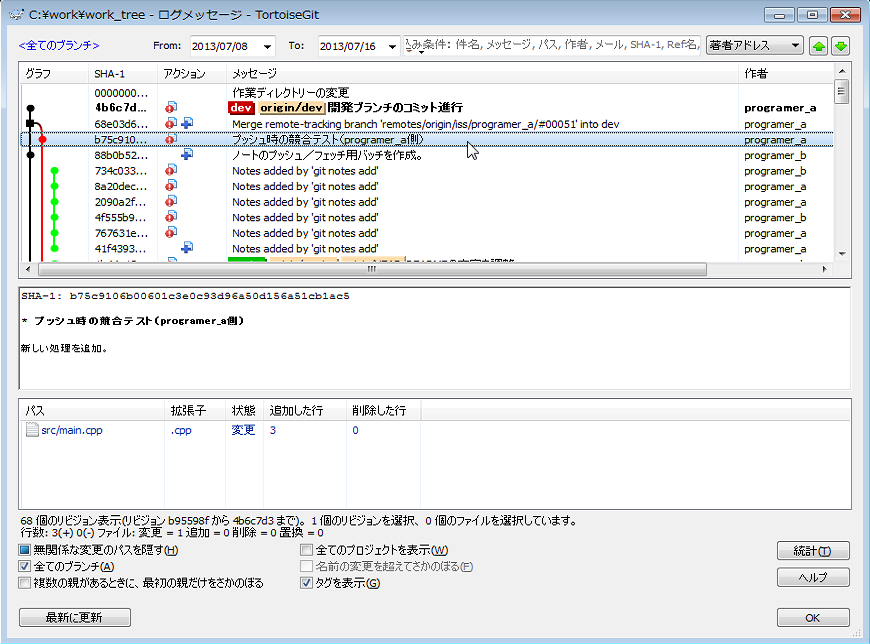 C:¥work¥work_tree - ログメッセージ - TortoiseGit
<全てのブランチ> From: 2013/07/08 To: 2013/07/16 込み条件: 件名, メッセージ, パス, 作者, メール, SHA-1, Ref名, 著者アドレス
グラフ SHA-1 アクション メッセージ 作者
0000000... 作業ディレクトリーの変更
4b6c7d... dev origin/dev 開発ブランチのコミット進行 programer_a
68e03d6... Merge remote-tracking branch 'remotes/origin/iss/programer_a/#00051' into dev programer_a
b75c910... プッシュ時の競合テスト(programer_a側) programer_a
88b0b52... ノートのプッシュ／フェッチ用バッチを作成。 programer_b
734c033... Notes added by 'git notes add' programer_b
8a20dec... Notes added by 'git notes add' programer_a
2090a2f... Notes added by 'git notes add' programer_a
4f555b9... Notes added by 'git notes add' programer_b
767631e... Notes added by 'git notes add' programer_a
41f4393... Notes added by 'git notes add' programer_a
SHA-1: b75c9106b00601c3e0c93d96a50d156a51cb1ac5
* プッシュ時の競合テスト(programer_a側)
新しい処理を追加。
パス 拡張子 状態 追加した行 削除した行
src/main.cpp .cpp 変更 3 0
68 個のリビジョン表示(リビジョン b95598f から 4b6c7d3 まで)。1 個のリビジョンを選択、0 個のファイルを選択しています。
行数: 3(+) 0(-) ファイル: 変更 = 1 追加 = 0 削除 = 0 置換 = 0
無関係な変更のパスを隠す(H) 全てのプロジェクトを表示(W) 統計(T)
全てのブランチ(A) 名前の変更を超えてさかのぼる(F) ヘルプ
複数の親があるときに、最初の親だけをさかのぼる タグを表示(G)
最新に更新 OK